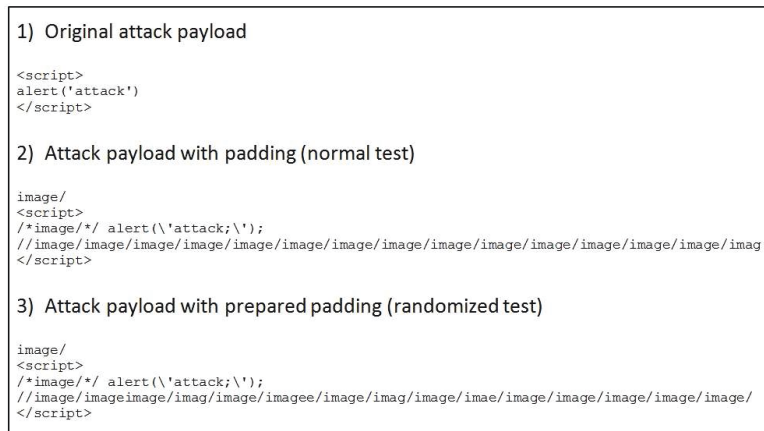 1) Original attack payload
<script>
alert('attack')
</script>
2) Attack payload with padding (normal test)
image/
<script>
/*image/*/ alert(\'attack;\');
//image/image/image/image/image/image/image/image/image/image/image/image/image/image/imag
</script>
3) Attack payload with prepared padding (randomized test)
image/
<script>
/*image/*/ alert(\'attack;\');
//image/imageimage/imag/image/imagee/image/imag/image/imae/image/image/image/image/image/
</script>